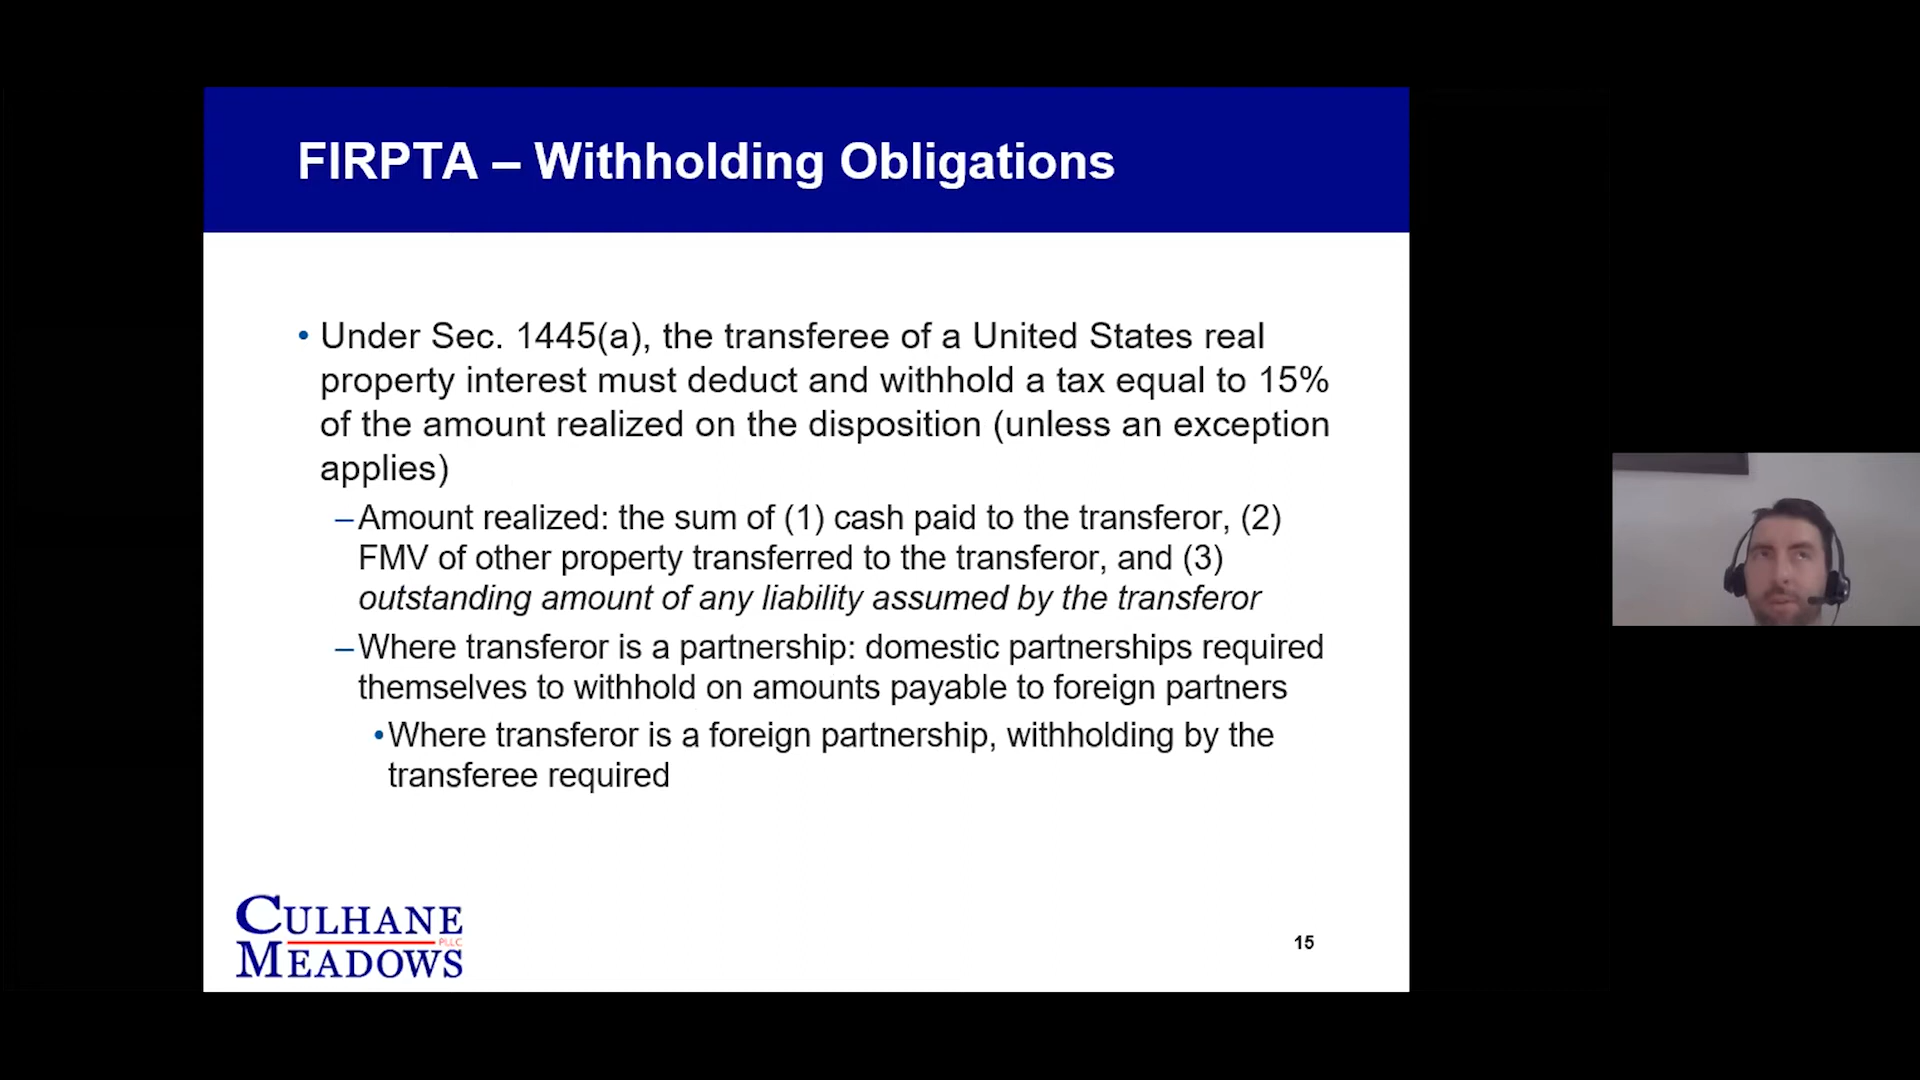 FIRPTA – Withholding Obligations
• Under Sec. 1445(a), the transferee of a United States real
property interest must deduct and withhold a tax equal to 15%
of the amount realized on the disposition (unless an exception
applies)
–Amount realized: the sum of (1) cash paid to the transferor, (2)
FMV of other property transferred to the transferor, and (3)
outstanding amount of any liability assumed by the transferor
–Where transferor is a partnership: domestic partnerships required
themselves to withhold on amounts payable to foreign partners
•Where transferor is a foreign partnership, withholding by the
transferee required
CULHANE
PLLC
MEADOWS
15